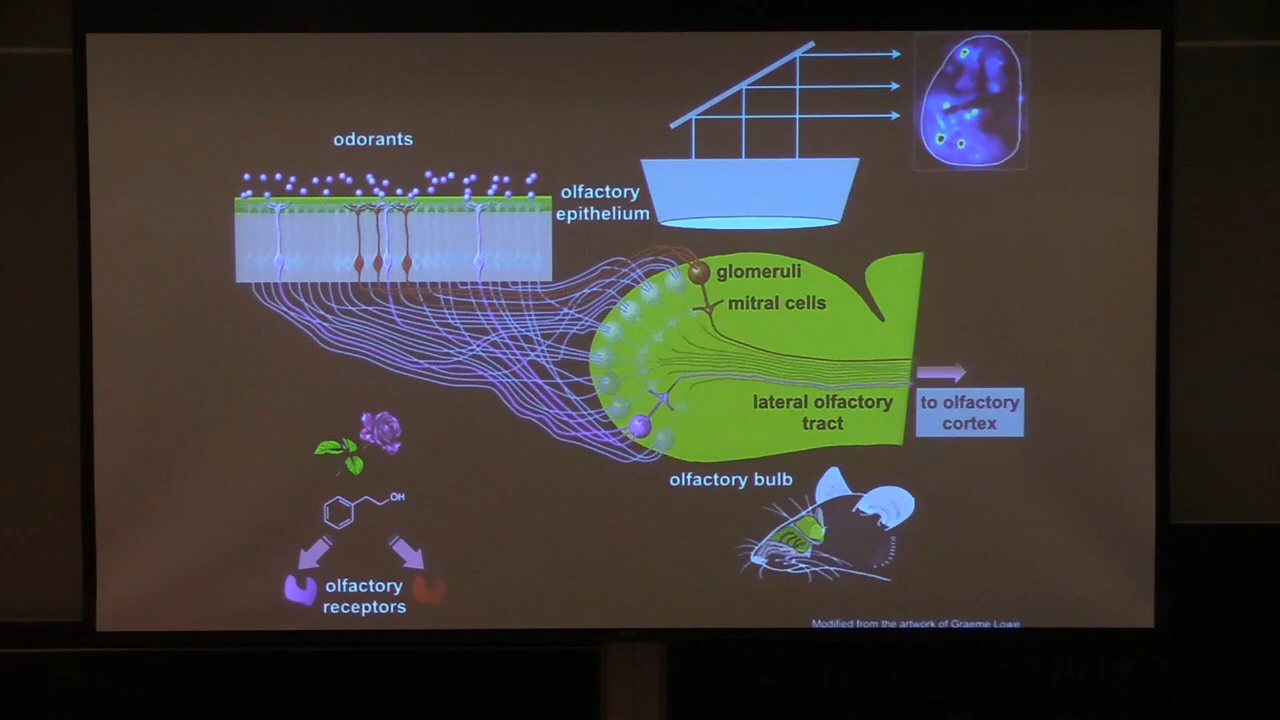 odorants
olfactory
epithelium
glomeruli
mitral cells
lateral olfactory
tract
to olfactory
cortex
olfactory bulb
OH
olfactory
receptors
Modified from the artwork of Graeme Lowe